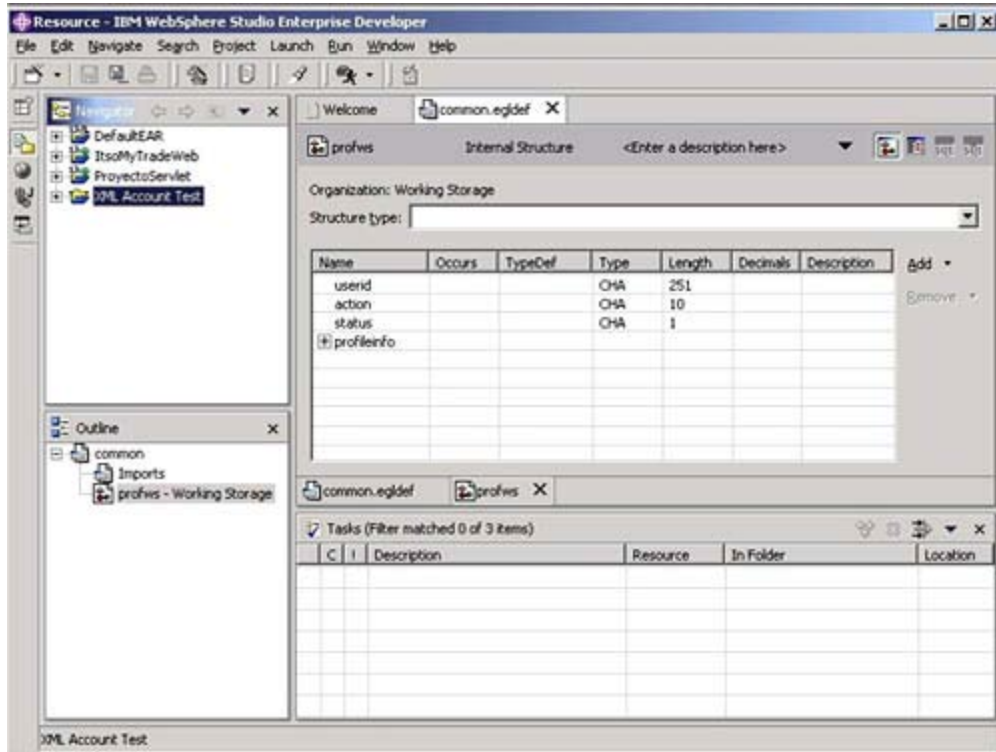 Resource - IBM WebSphere Studio Enterprise Developer
File Edit Navigate Search Project Launch Run Window Help
Navigator
DefaultEAR
ItsoMyTradeWeb
ProyectoServlet
XML Account Test
Welcome common.egldef
profws Internal Structure <Enter a description here>
SQL SQL
Organization: Working Storage
Structure type:
Name Occurs TypeDef Type Length Decimals Description
userid CHA 251
action CHA 10
status CHA 1
profileinfo
Add
Remove
Outline
common
Imports
profws - Working Storage
common.egldef profws
Tasks (Filter matched 0 of 3 items)
C ! Description Resource In Folder Location
XML Account Test